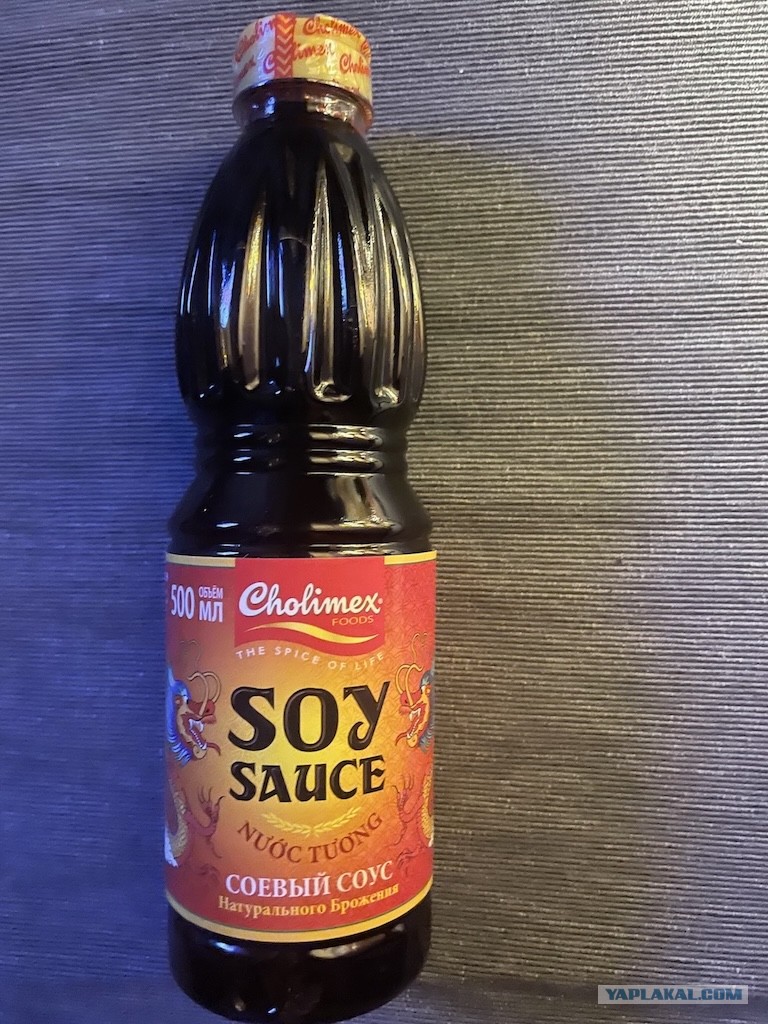 Cholimex
500
ОБЪЁМ
МЛ
Cholimex®
FOODS
THE SPICE OF LIFE
SOY
SAUCE
NƯỚC TƯƠNG
СОЕВЫЙ СОУС
Натурального Брожения
YAPLAKAL.COM